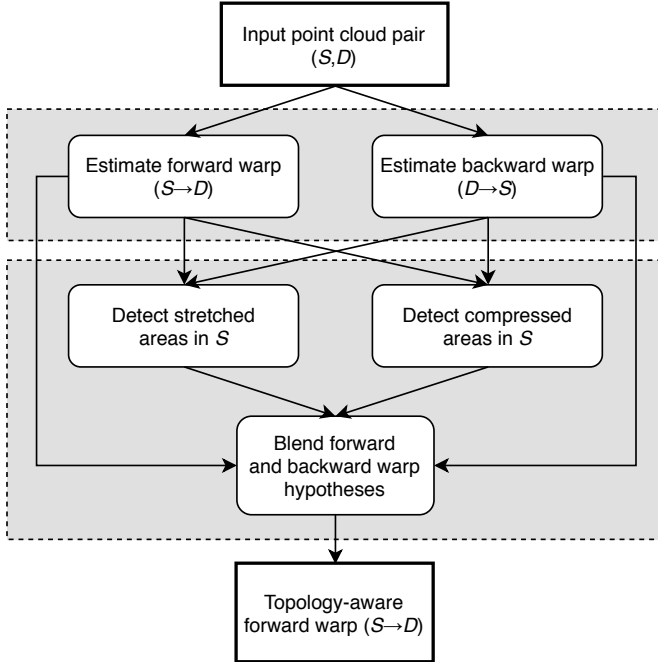 Input point cloud pair
(S,D)
Estimate forward warp
(S→D)
Estimate backward warp
(D→S)
Detect stretched
areas in S
Detect compressed
areas in S
Blend forward
and backward warp
hypotheses
Topology-aware
forward warp (S→D)